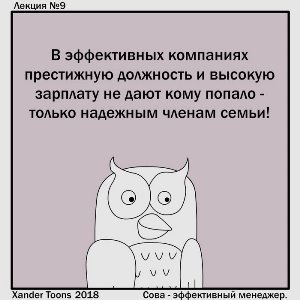 Лекция №9
В эффективных компаниях
престижную должность и высокую
зарплату не дают кому попало -
только надежным членам семьи!
Xander Toons 2018
Сова - эффективный менеджер.